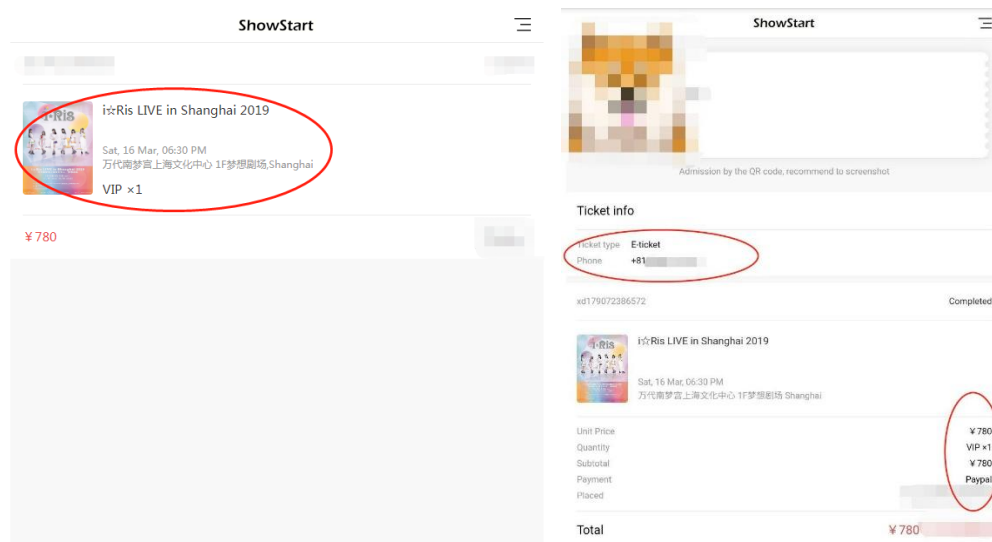 ShowStart
i☆Ris LIVE in Shanghai 2019
Sat, 16 Mar, 06:30 PM
万代南梦宫上海文化中心 1F梦想剧场,Shanghai
VIP ×1
¥780
i·Ris
ShowStart
Admission by the QR code, recommend to screenshot
Ticket info
Ticket type E-ticket
Phone +81
xd179072386572 Completed
i·Ris
i☆Ris LIVE in Shanghai 2019
Sat, 16 Mar, 06:30 PM
万代南梦宫上海文化中心 1F梦想剧场 Shanghai
Unit Price ¥780
Quantity VIP ×1
Subtotal ¥780
Payment Paypal
Placed
Total ¥780